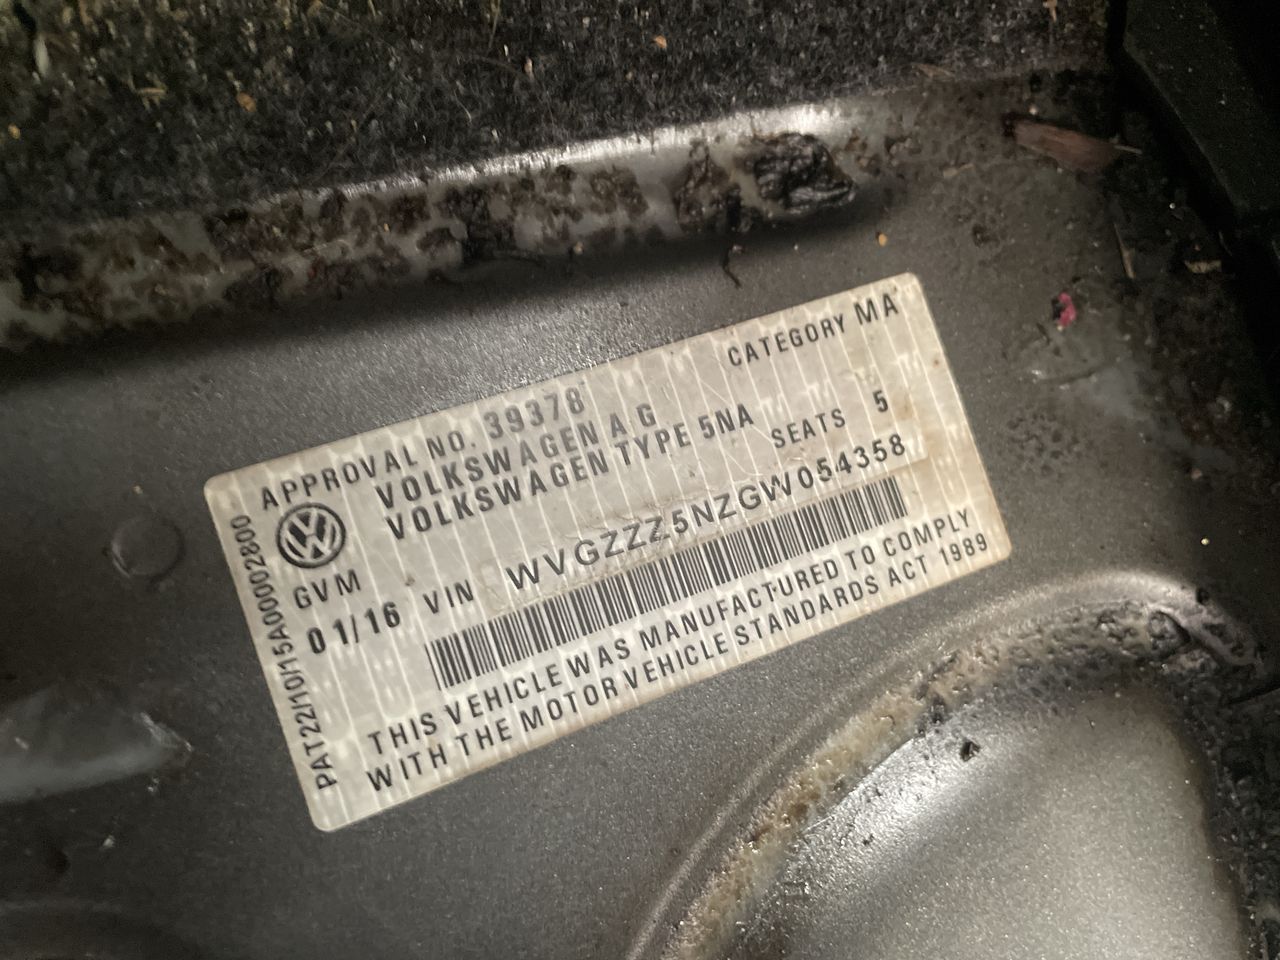 APPROVAL NO. 39378
CATEGORY MA
VOLKSWAGEN A G
VOLKSWAGEN TYPE 5NA
SEATS 5
GVM
01/16 VIN WVGZZZ5NZGW054358
THIS VEHICLE WAS MANUFACTURED TO COMPLY
WITH THE MOTOR VEHICLE STANDARDS ACT 1989
PAT22/10/15A000002800